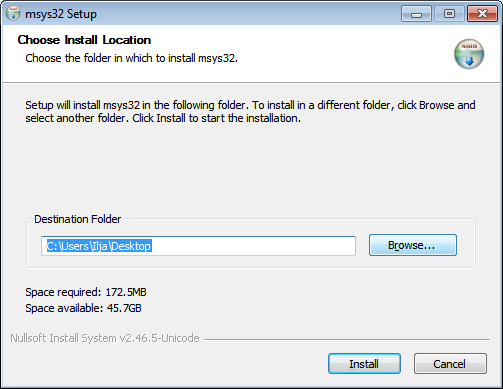 msys32 Setup
Choose Install Location
Choose the folder in which to install msys32.
Setup will install msys32 in the following folder. To install in a different folder, click Browse and
select another folder. Click Install to start the installation.
Destination Folder
C:\Users\Ilja\Desktop
Browse...
Space required: 172.5MB
Space available: 45.7GB
Nullsoft Install System v2.46.5-Unicode
Install
Cancel